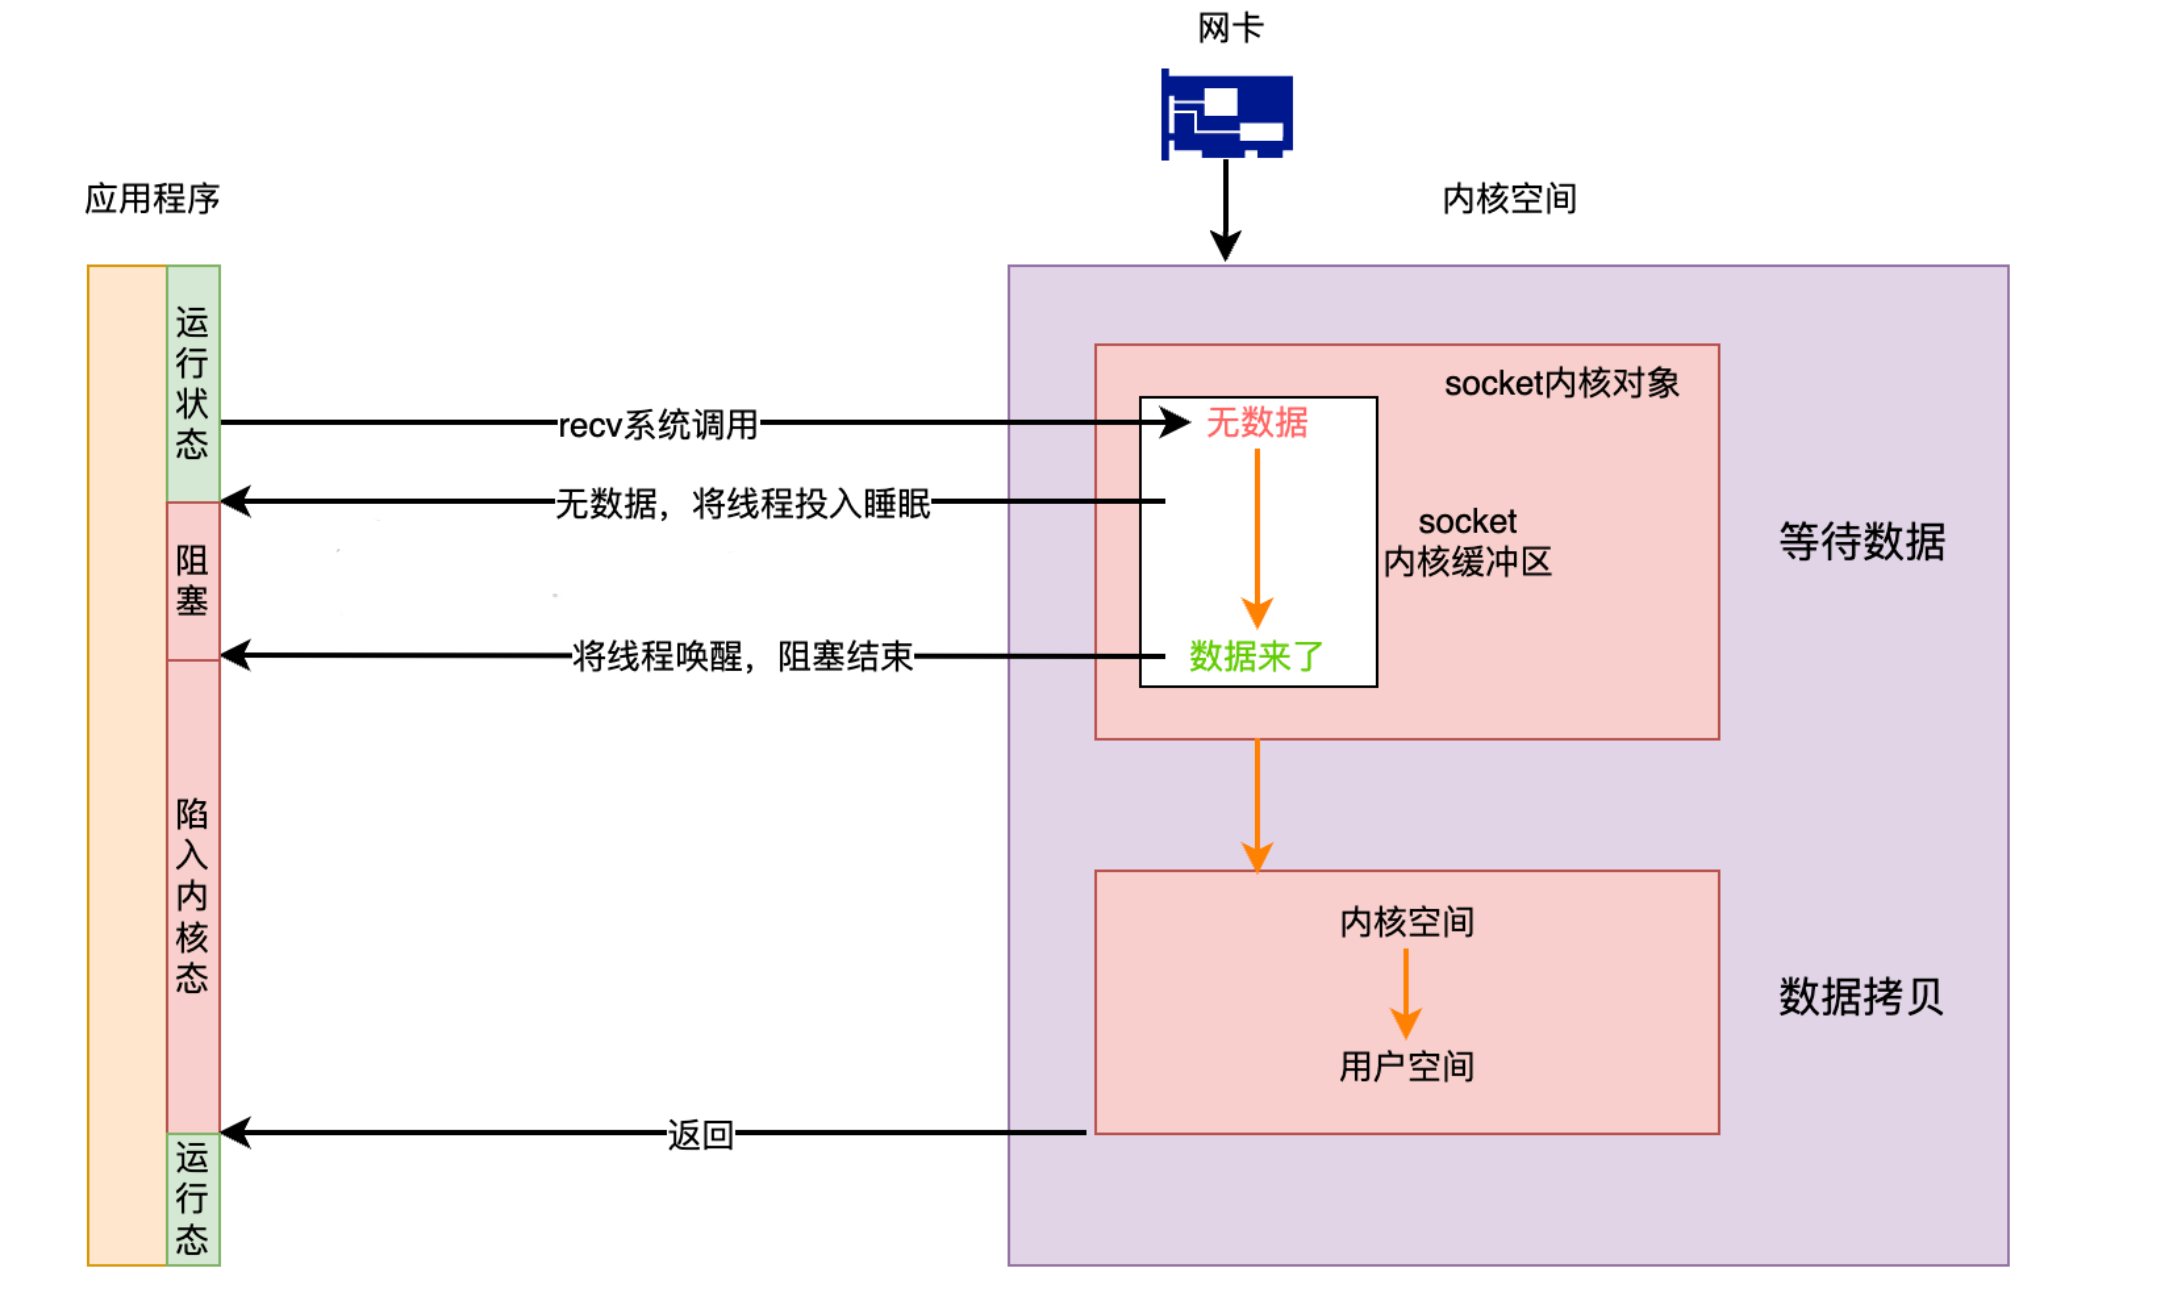 网卡
应用程序
内核空间
运行状态
socket内核对象
recv系统调用
无数据
无数据，将线程投入睡眠
socket
内核缓冲区
等待数据
阻塞
将线程唤醒，阻塞结束
数据来了
陷入内核态
内核空间
数据拷贝
用户空间
返回
运行态